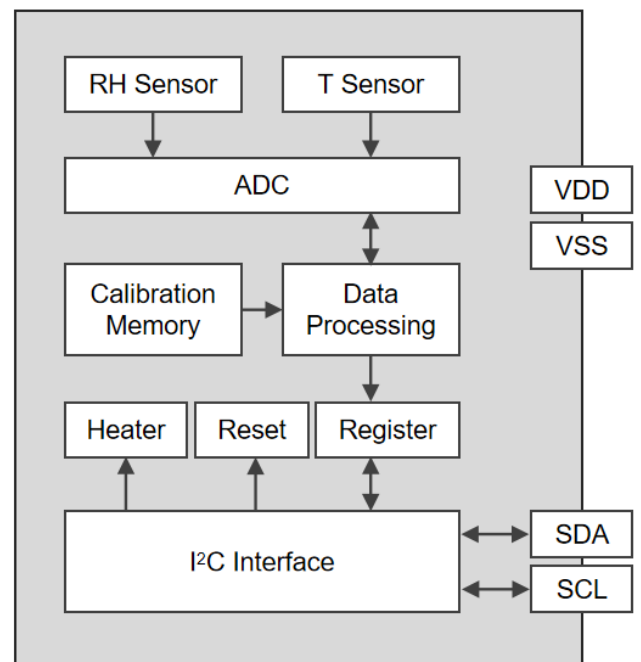 RH Sensor
T Sensor
ADC
VDD
VSS
Calibration
Memory
Data
Processing
Heater
Reset
Register
I²C Interface
SDA
SCL